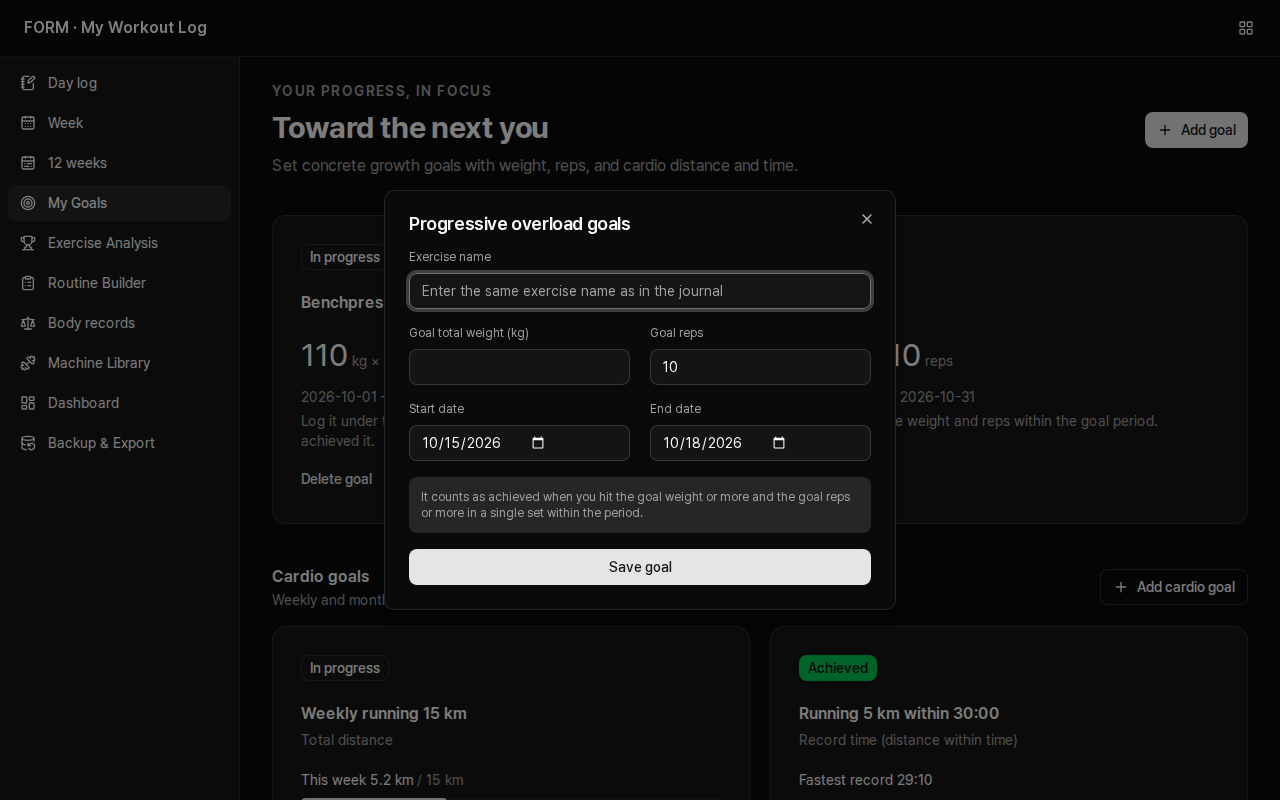 FORM · My Workout Log
Day log
Week
12 weeks
My Goals
Exercise Analysis
Routine Builder
Body records
Machine Library
Dashboard
Backup & Export
YOUR PROGRESS, IN FOCUS
Toward the next you
Set concrete growth goals with weight, reps, and cardio distance and time.
Add goal
In progress
Benchpres
110 kg ×
2026-10-01 -
Log it under
achieved it.
Delete goal
10 reps
2026-10-31
weight and reps within the goal period.
Progressive overload goals
Exercise name
Enter the same exercise name as in the journal
Goal total weight (kg)
Goal reps
10
Start date
End date
10/15/2026
10/18/2026
It counts as achieved when you hit the goal weight or more and the goal reps
or more in a single set within the period.
Save goal
Cardio goals
Weekly and
Add cardio goal
In progress
Weekly running 15 km
Total distance
This week 5.2 km / 15 km
Achieved
Running 5 km within 30:00
Record time (distance within time)
Fastest record 29:10